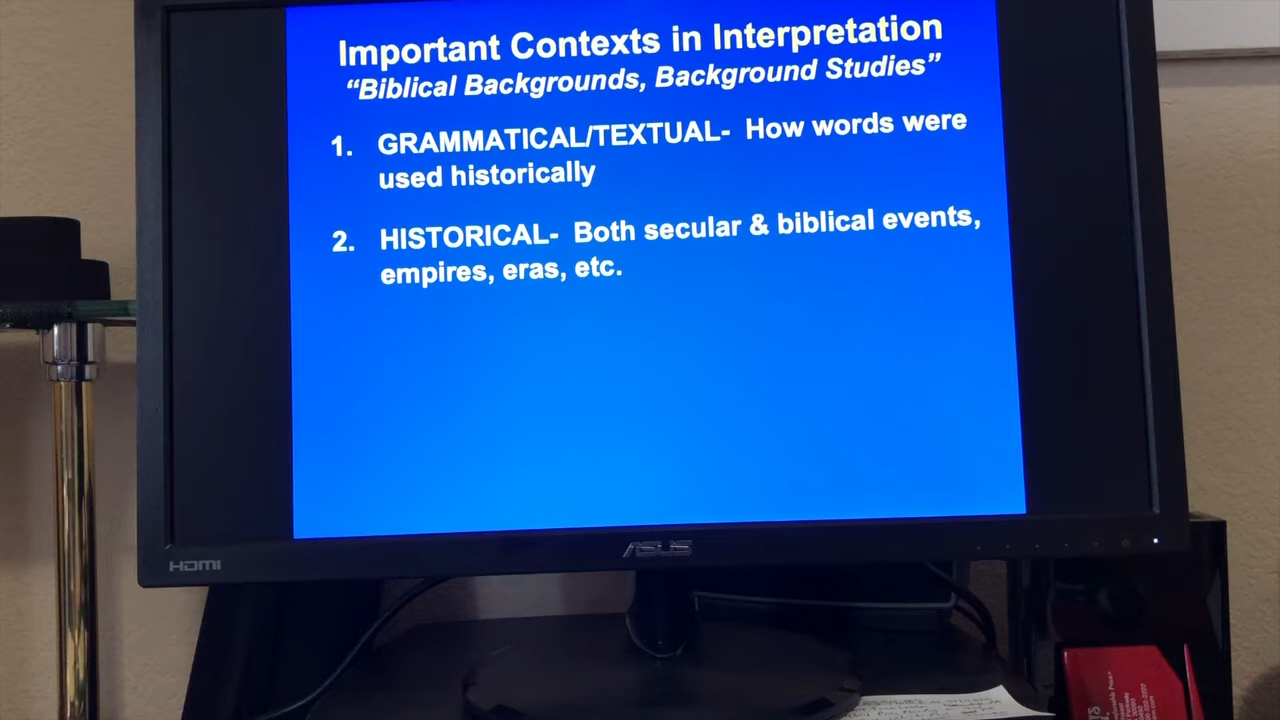 Important Contexts in Interpretation
“Biblical Backgrounds, Background Studies”
1. GRAMMATICAL/TEXTUAL- How words were
used historically
2. HISTORICAL- Both secular & biblical events,
empires, eras, etc.
ASUS
HDMI